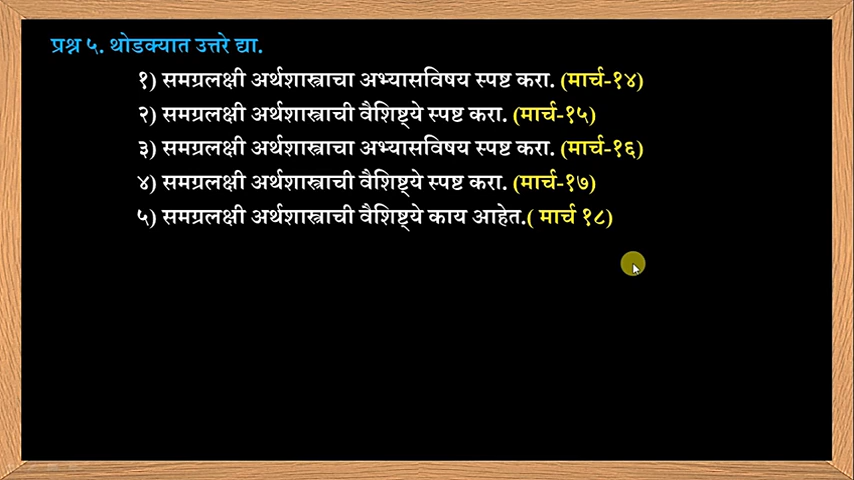 प्रश्न ५. थोडक्यात उत्तरे द्या.
१) समग्रलक्षी अर्थशास्त्राचा अभ्यासविषय स्पष्ट करा. (मार्च-१४)
२) समग्रलक्षी अर्थशास्त्राची वैशिष्ट्ये स्पष्ट करा. (मार्च-१५)
३) समग्रलक्षी अर्थशास्त्राचा अभ्यासविषय स्पष्ट करा. (मार्च-१६)
४) समग्रलक्षी अर्थशास्त्राची वैशिष्ट्ये स्पष्ट करा. (मार्च-१७)
५) समग्रलक्षी अर्थशास्त्राची वैशिष्ट्ये काय आहेत.( मार्च १८)